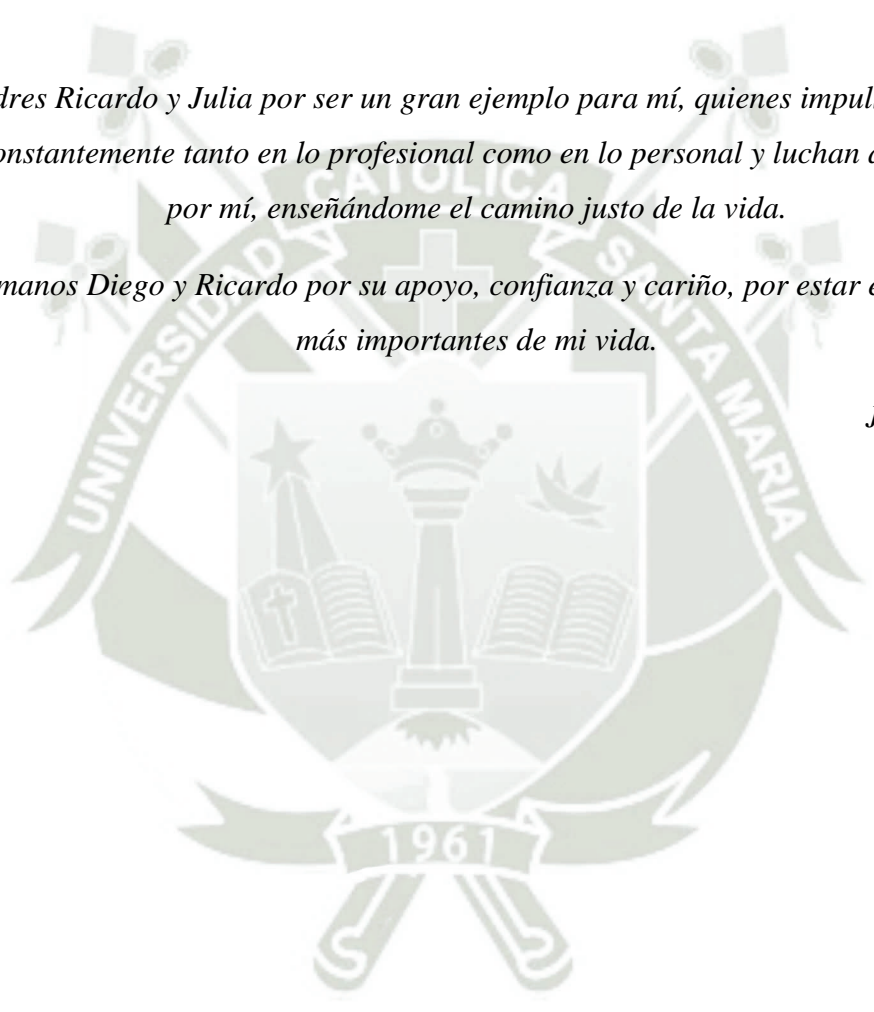 dres Ricardo y Julia por ser un gran ejemplo para mí, quienes impul
onstantemente tanto en lo profesional como en lo personal y luchan
por mí, enseñándome el camino justo de la vida.
manos Diego y Ricardo por su apoyo, confianza y cariño, por estar e
más importantes de mi vida.
J
UNIVERSIDAD CATOLICA SANTA MARIA
1961